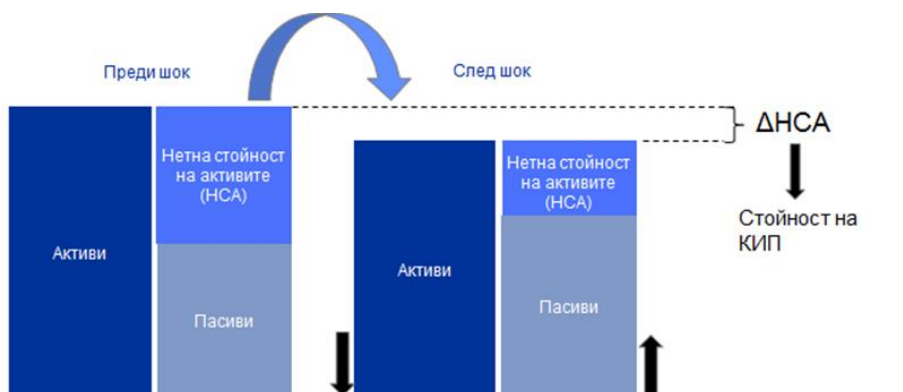 Преди шок
След шок
Активи
Нетна стойност
на активите
(НСА)
Пасиви
Активи
Нетна стойност
на активите
(НСА)
Пасиви
ΔНСА
Стойност на
КИП